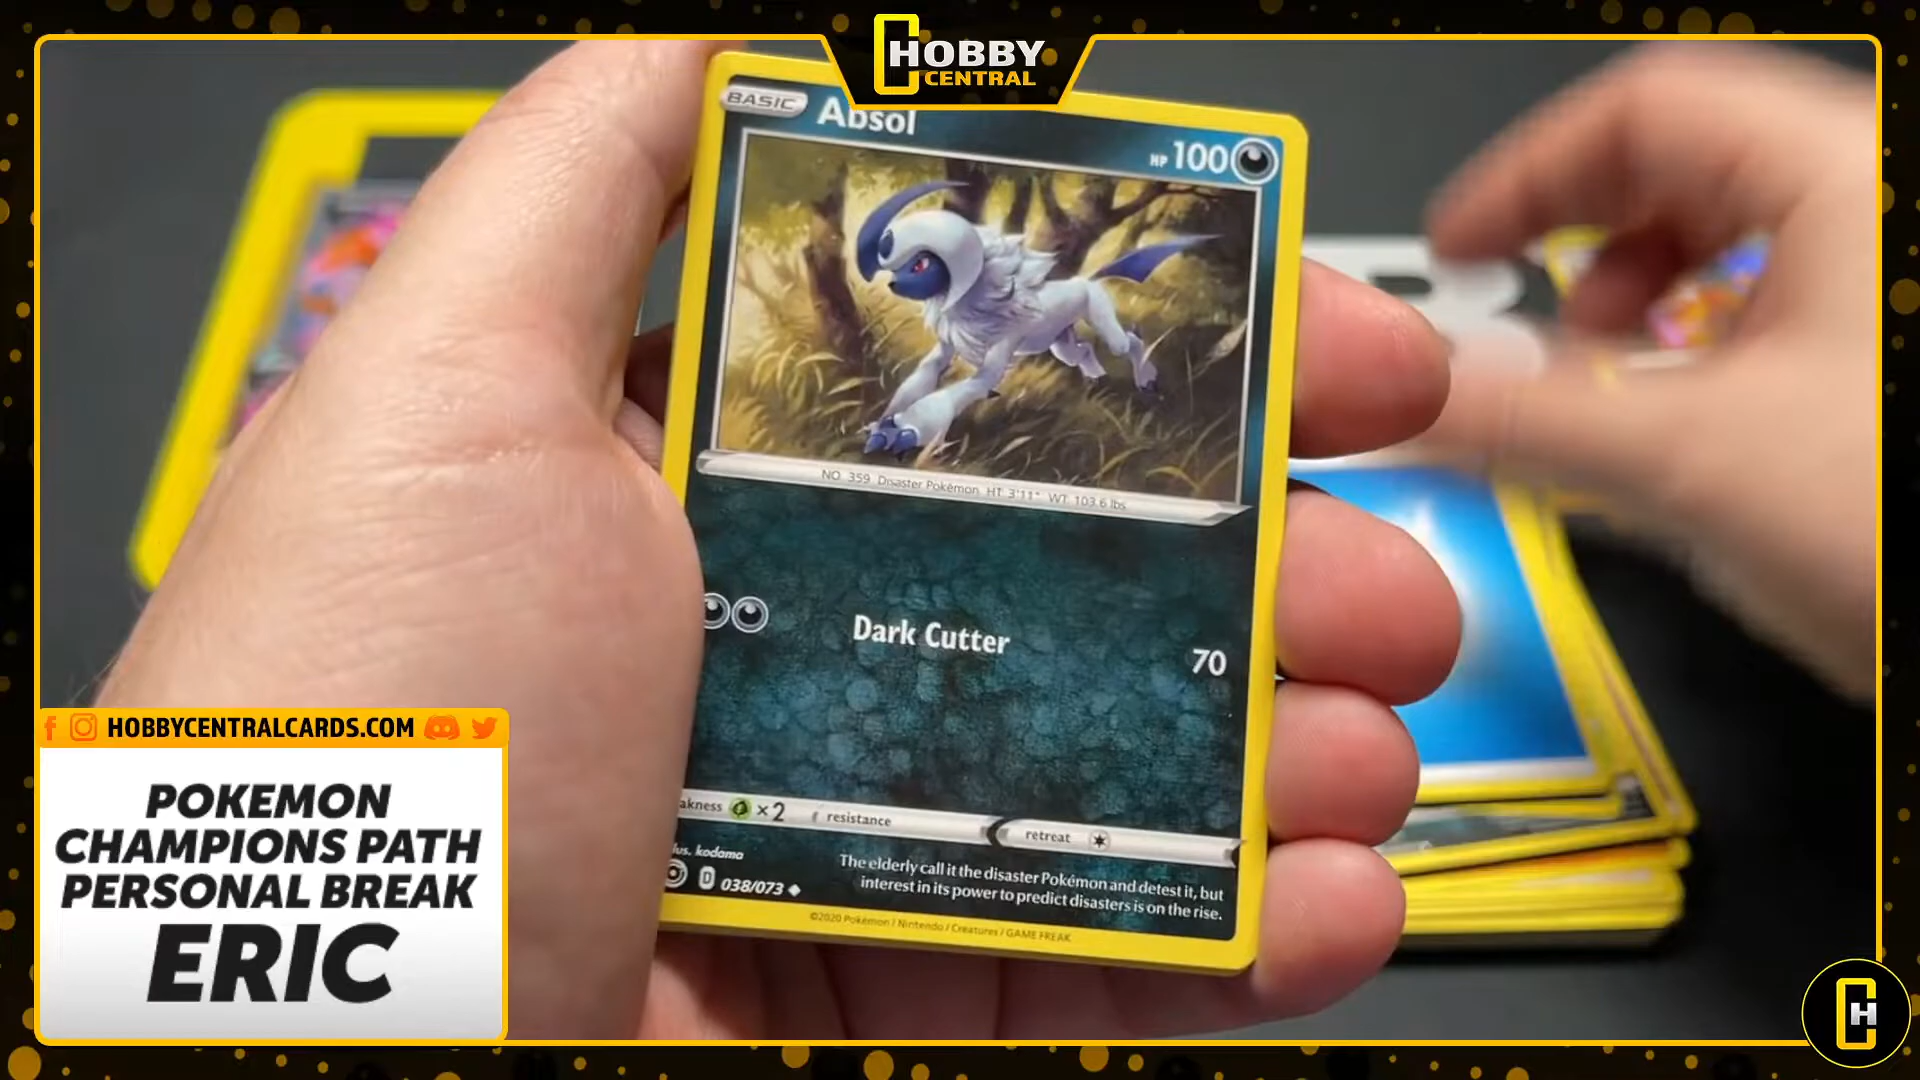 HOBBY
CENTRAL
BASIC
Absol
HP 100
NO. 359 Disaster Pokémon HT: 3'11" WT: 103.6 lbs
Dark Cutter
70
akness ×2
resistance
retreat
lus. kodama
D 038/073
The elderly call it the disaster Pokémon and detest it, but
interest in its power to predict disasters is on the rise.
©2020 Pokémon / Nintendo / Creatures / GAME FREAK
HOBBYCENTRALCARDS.COM
POKEMON
CHAMPIONS PATH
PERSONAL BREAK
ERIC
CH